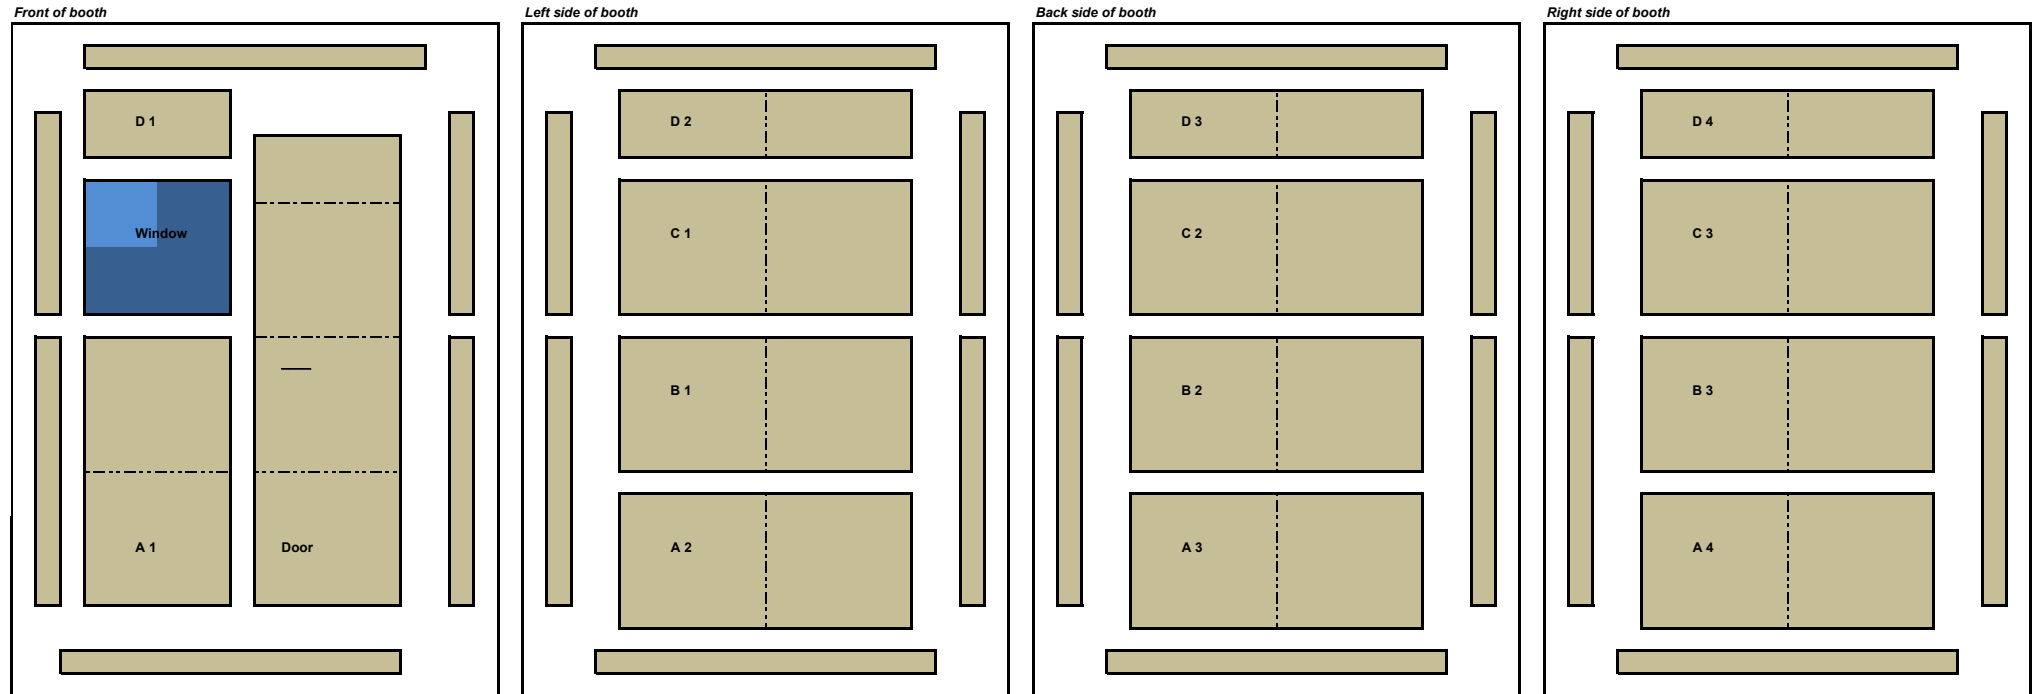 Front of booth
Left side of booth
Back side of booth
Right side of booth
D 1
D 2
D 3
D 4
Window
C 1
C 2
C 3
B 1
B 2
B 3
A 1
Door
A 2
A 3
A 4